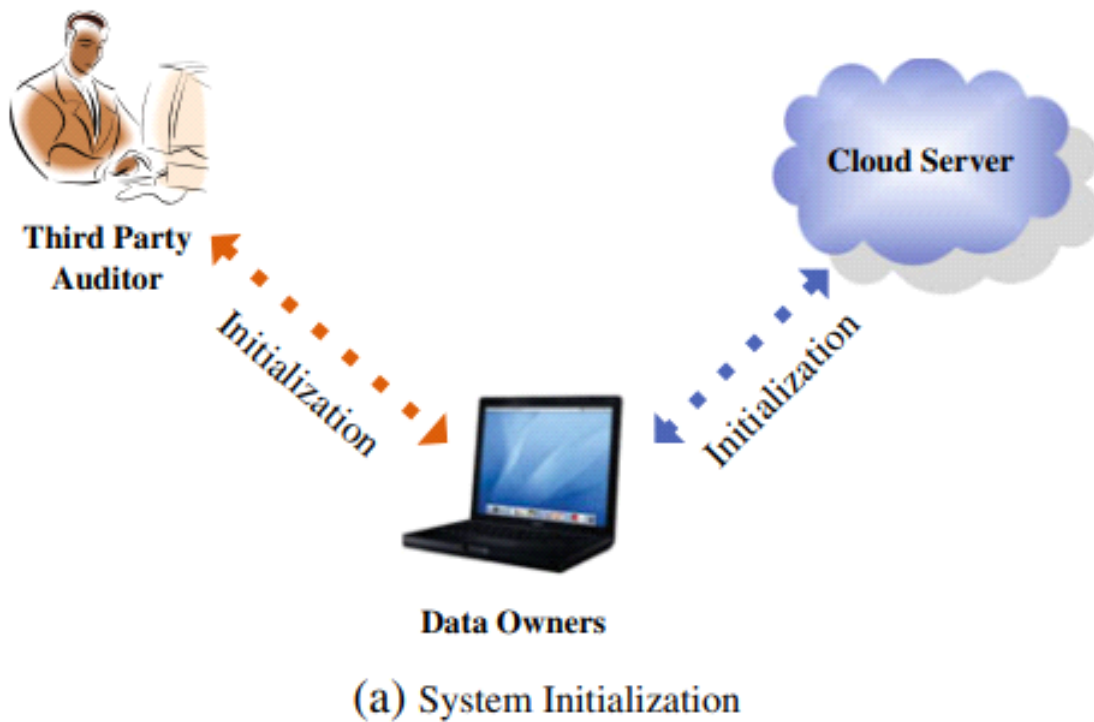 Cloud Server
Third Party
Auditor
Initialization
Initialization
Data Owners
(a) System Initialization